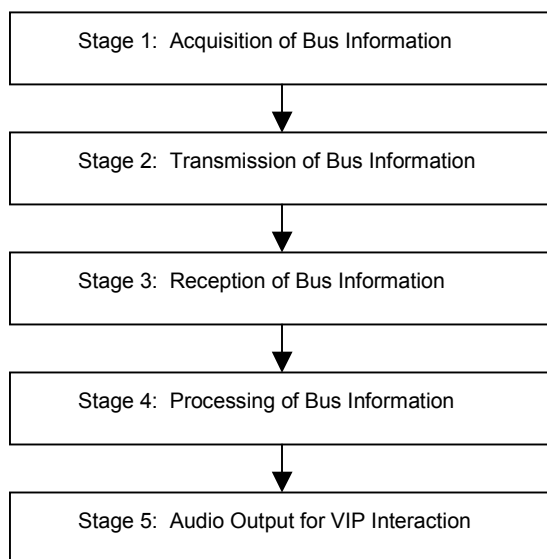 Stage 1: Acquisition of Bus Information
Stage 2: Transmission of Bus Information
Stage 3: Reception of Bus Information
Stage 4: Processing of Bus Information
Stage 5: Audio Output for VIP Interaction